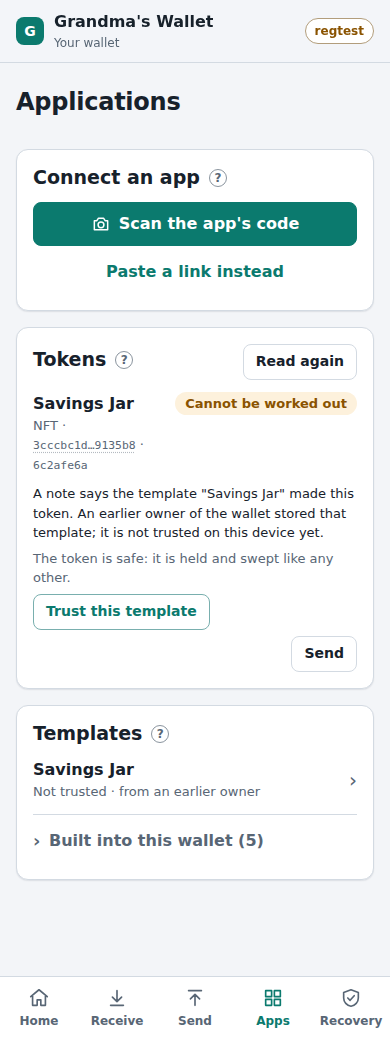 G
Grandma's Wallet
Your wallet
regtest
Applications
Connect an app ?
Scan the app's code
Paste a link instead
Tokens ?
Read again
Savings Jar
Cannot be worked out
NFT ·
3cccbc1d…9135b8 ·
6c2afe6a
A note says the template "Savings Jar" made this
token. An earlier owner of the wallet stored that
template; it is not trusted on this device yet.
The token is safe: it is held and swept like any
other.
Trust this template
Send
Templates ?
Savings Jar
Not trusted · from an earlier owner
›
› Built into this wallet (5)
Home
Receive
Send
Apps
Recovery